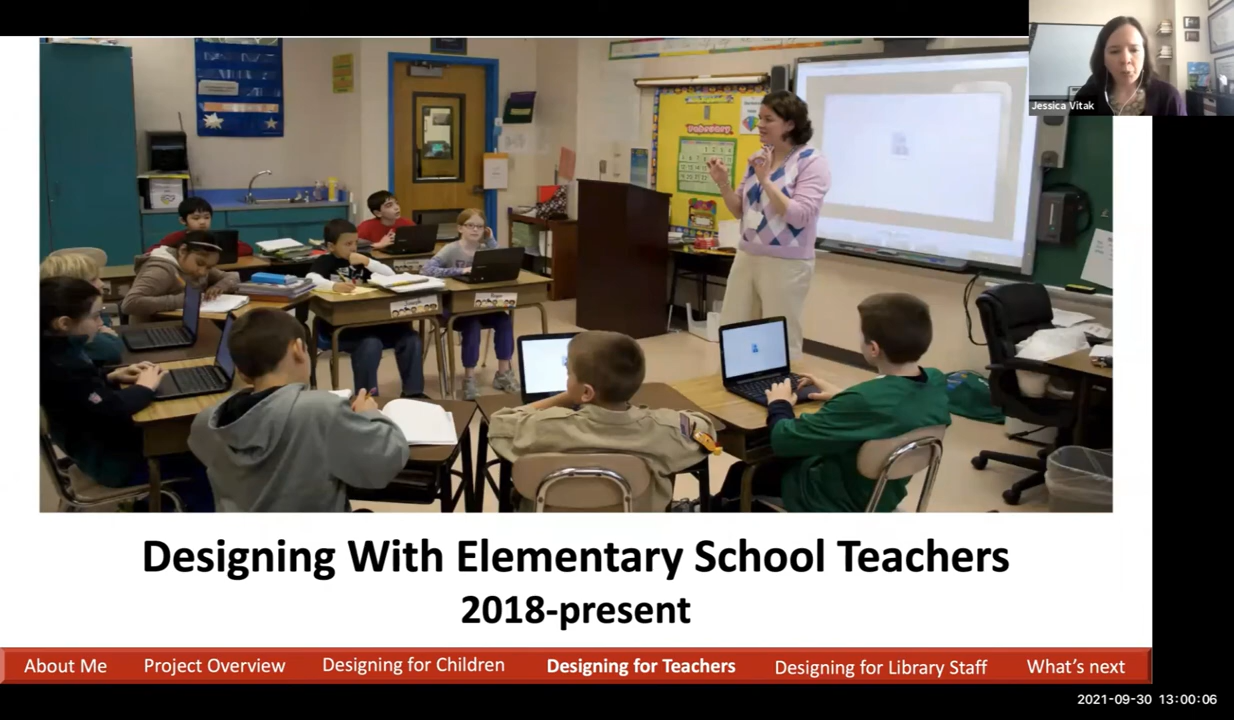 Jessica Vitak
Designing With Elementary School Teachers
2018-present
About Me Project Overview Designing for Children Designing for Teachers Designing for Library Staff What's next
2021-09-30 13:00:06